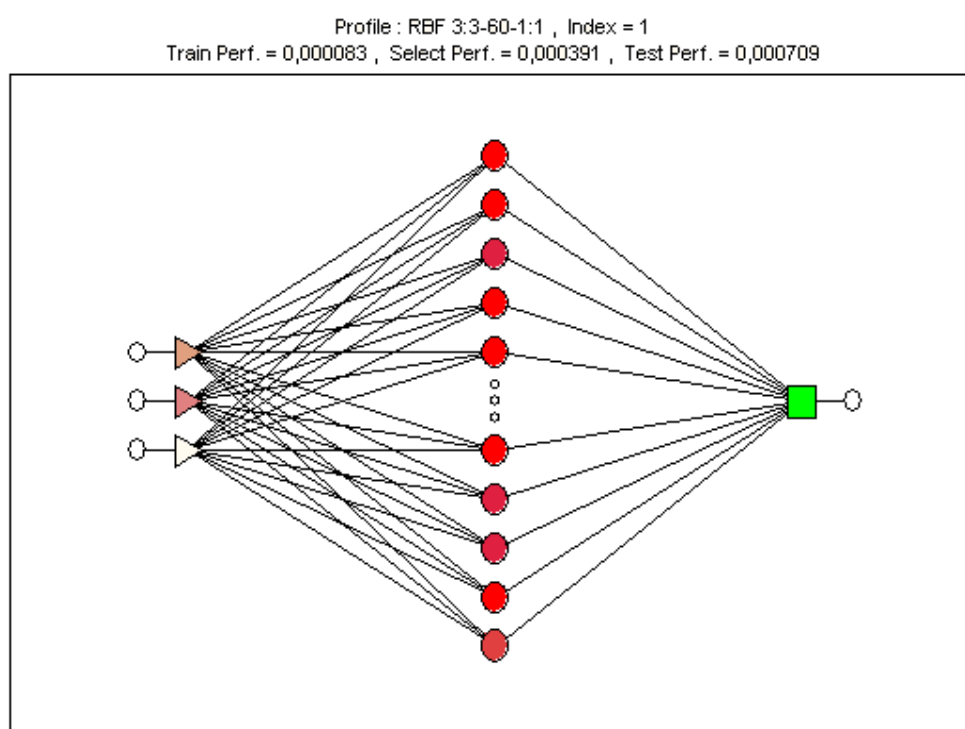 Profile : RBF 3:3-60-1:1 , Index = 1
Train Perf. = 0,000083 , Select Perf. = 0,000391 , Test Perf. = 0,000709